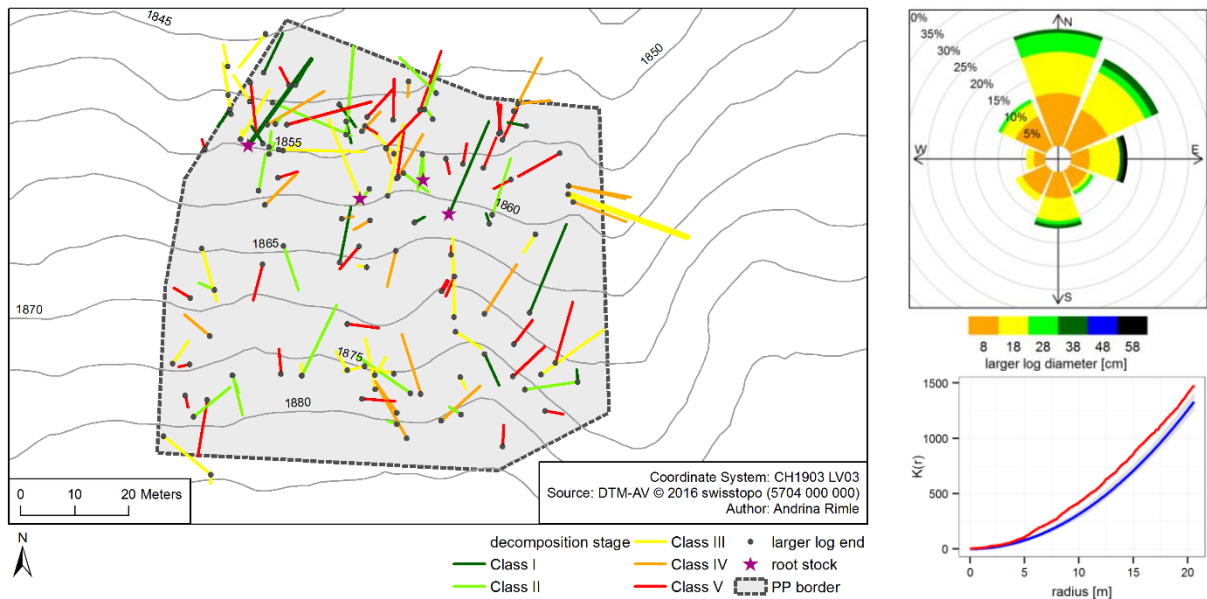 1845
1850
1855
1860
1865
1870
1875
1880
0 10 20 Meters
Coordinate System: CH1903 LV03
Source: DTM-AV © 2016 swisstopo (5704 000 000)
Author: Andrina Rimle
N
decomposition stage
Class I
Class II
Class III
Class IV
Class V
larger log end
root stock
PP border
0%
35%
30%
25%
20%
15%
10%
5%
N
W
E
S
8 18 28 38 48 58
larger log diameter [cm]
1500
1000
500
0
K(r)
0 5 10 15 20
radius [m]